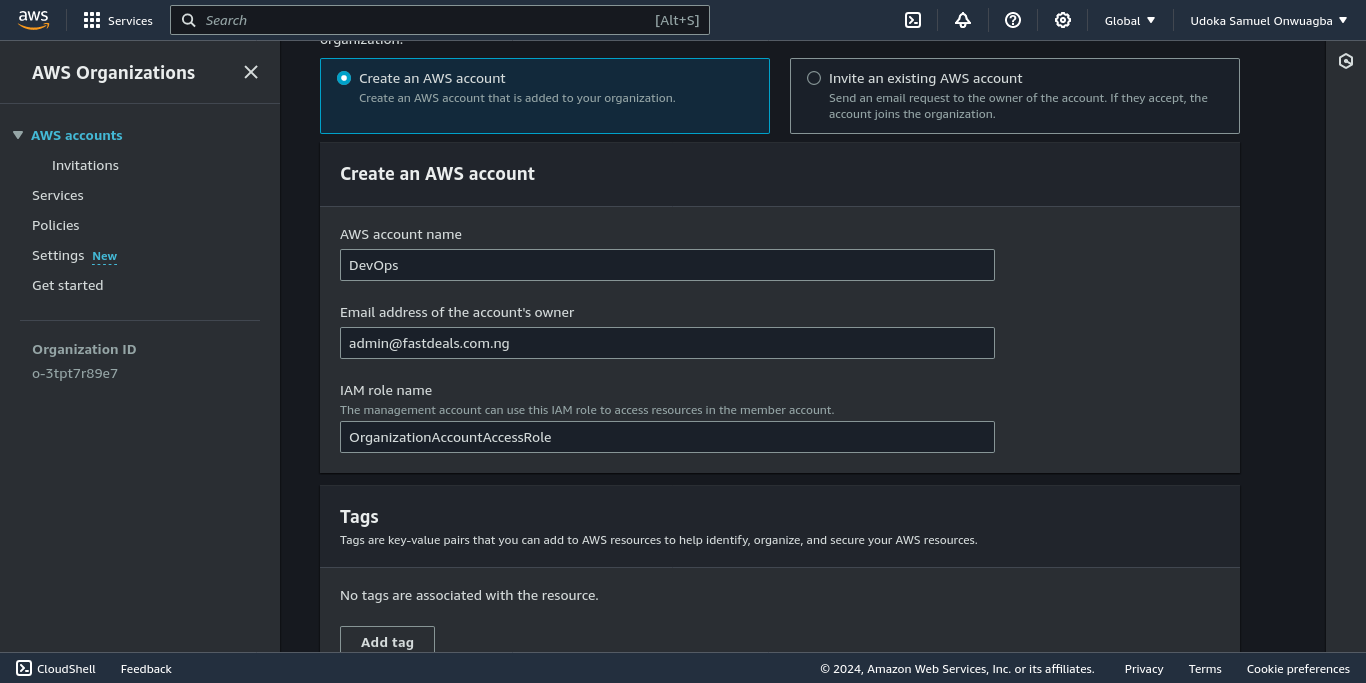 aws
Services
Search
[Alt+S]
Global
Udoka Samuel Onwuagba
AWS Organizations
AWS accounts
Invitations
Services
Policies
Settings New
Get started
Organization ID
o-3tpt7r89e7
organization.
Create an AWS account
Create an AWS account that is added to your organization.
Invite an existing AWS account
Send an email request to the owner of the account. If they accept, the
account joins the organization.
Create an AWS account
AWS account name
DevOps
Email address of the account's owner
admin@fastdeals.com.ng
IAM role name
The management account can use this IAM role to access resources in the member account.
OrganizationAccountAccessRole
Tags
Tags are key-value pairs that you can add to AWS resources to help identify, organize, and secure your AWS resources.
No tags are associated with the resource.
Add tag
CloudShell
Feedback
© 2024, Amazon Web Services, Inc. or its affiliates.
Privacy
Terms
Cookie preferences